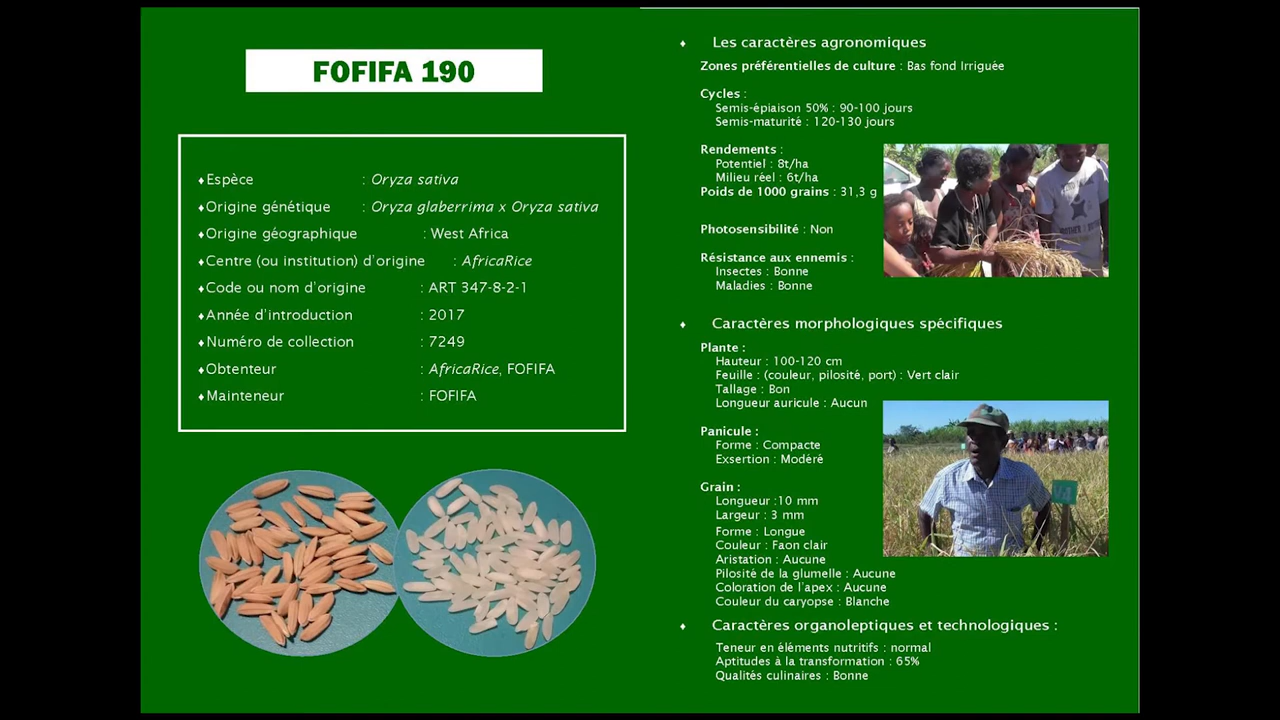 FOFIFA 190
♦Espèce : Oryza sativa
♦Origine génétique : Oryza glaberrima x Oryza sativa
♦Origine géographique : West Africa
♦Centre (ou institution) d'origine : AfricaRice
♦Code ou nom d'origine : ART 347-8-2-1
♦Année d'introduction : 2017
♦Numéro de collection : 7249
♦Obtenteur : AfricaRice, FOFIFA
♦Mainteneur : FOFIFA
♦ Les caractères agronomiques
Zones préférentielles de culture : Bas fond Irriguée
Cycles :
Semis-épiaison 50% : 90-100 jours
Semis-maturité : 120-130 jours
Rendements :
Potentiel : 8t/ha
Milieu réel : 6t/ha
Poids de 1000 grains : 31,3 g
Photosensibilité : Non
Résistance aux ennemis :
Insectes : Bonne
Maladies : Bonne
♦ Caractères morphologiques spécifiques
Plante :
Hauteur : 100-120 cm
Feuille : (couleur, pilosité, port) : Vert clair
Tallage : Bon
Longueur auricule : Aucun
Panicule :
Forme : Compacte
Exsertion : Modéré
Grain :
Longueur :10 mm
Largeur : 3 mm
Forme : Longue
Couleur : Faon clair
Aristation : Aucune
Pilosité de la glumelle : Aucune
Coloration de l'apex : Aucune
Couleur du caryopse : Blanche
♦ Caractères organoleptiques et technologiques :
Teneur en éléments nutritifs : normal
Aptitudes à la transformation : 65%
Qualités culinaires : Bonne